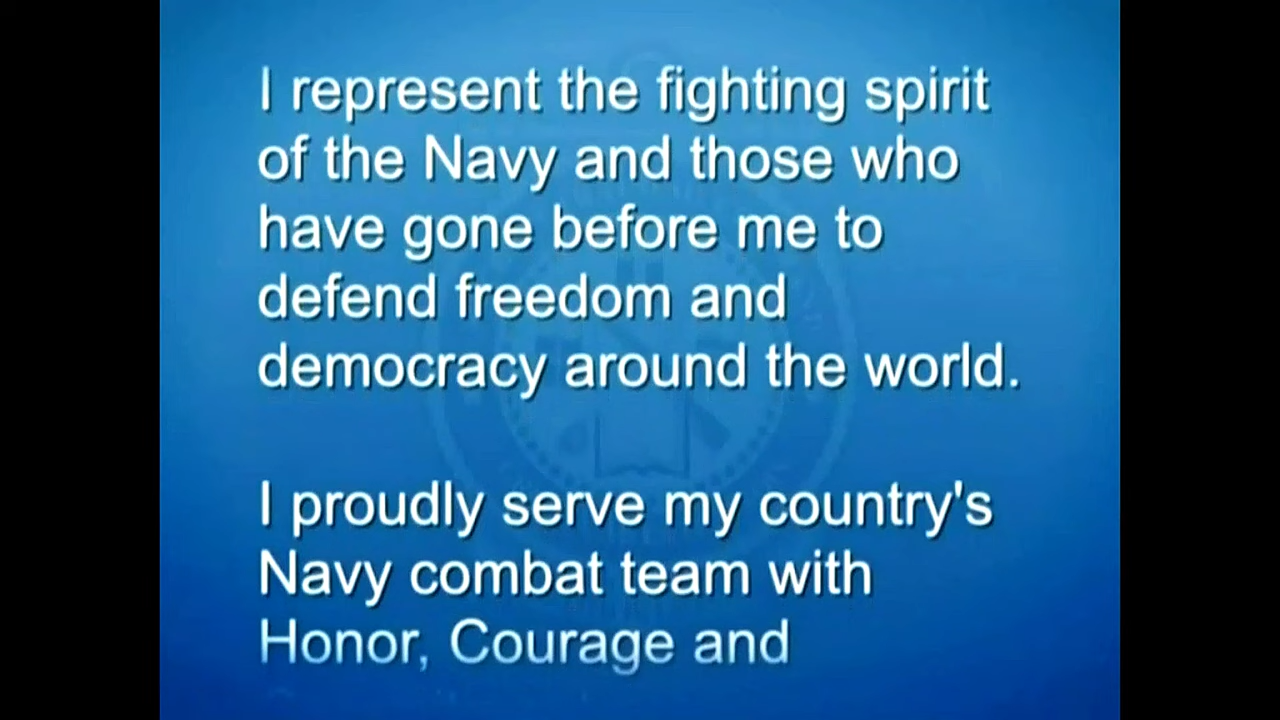 I represent the fighting spirit
of the Navy and those who
have gone before me to
defend freedom and
democracy around the world.
I proudly serve my country's
Navy combat team with
Honor, Courage and